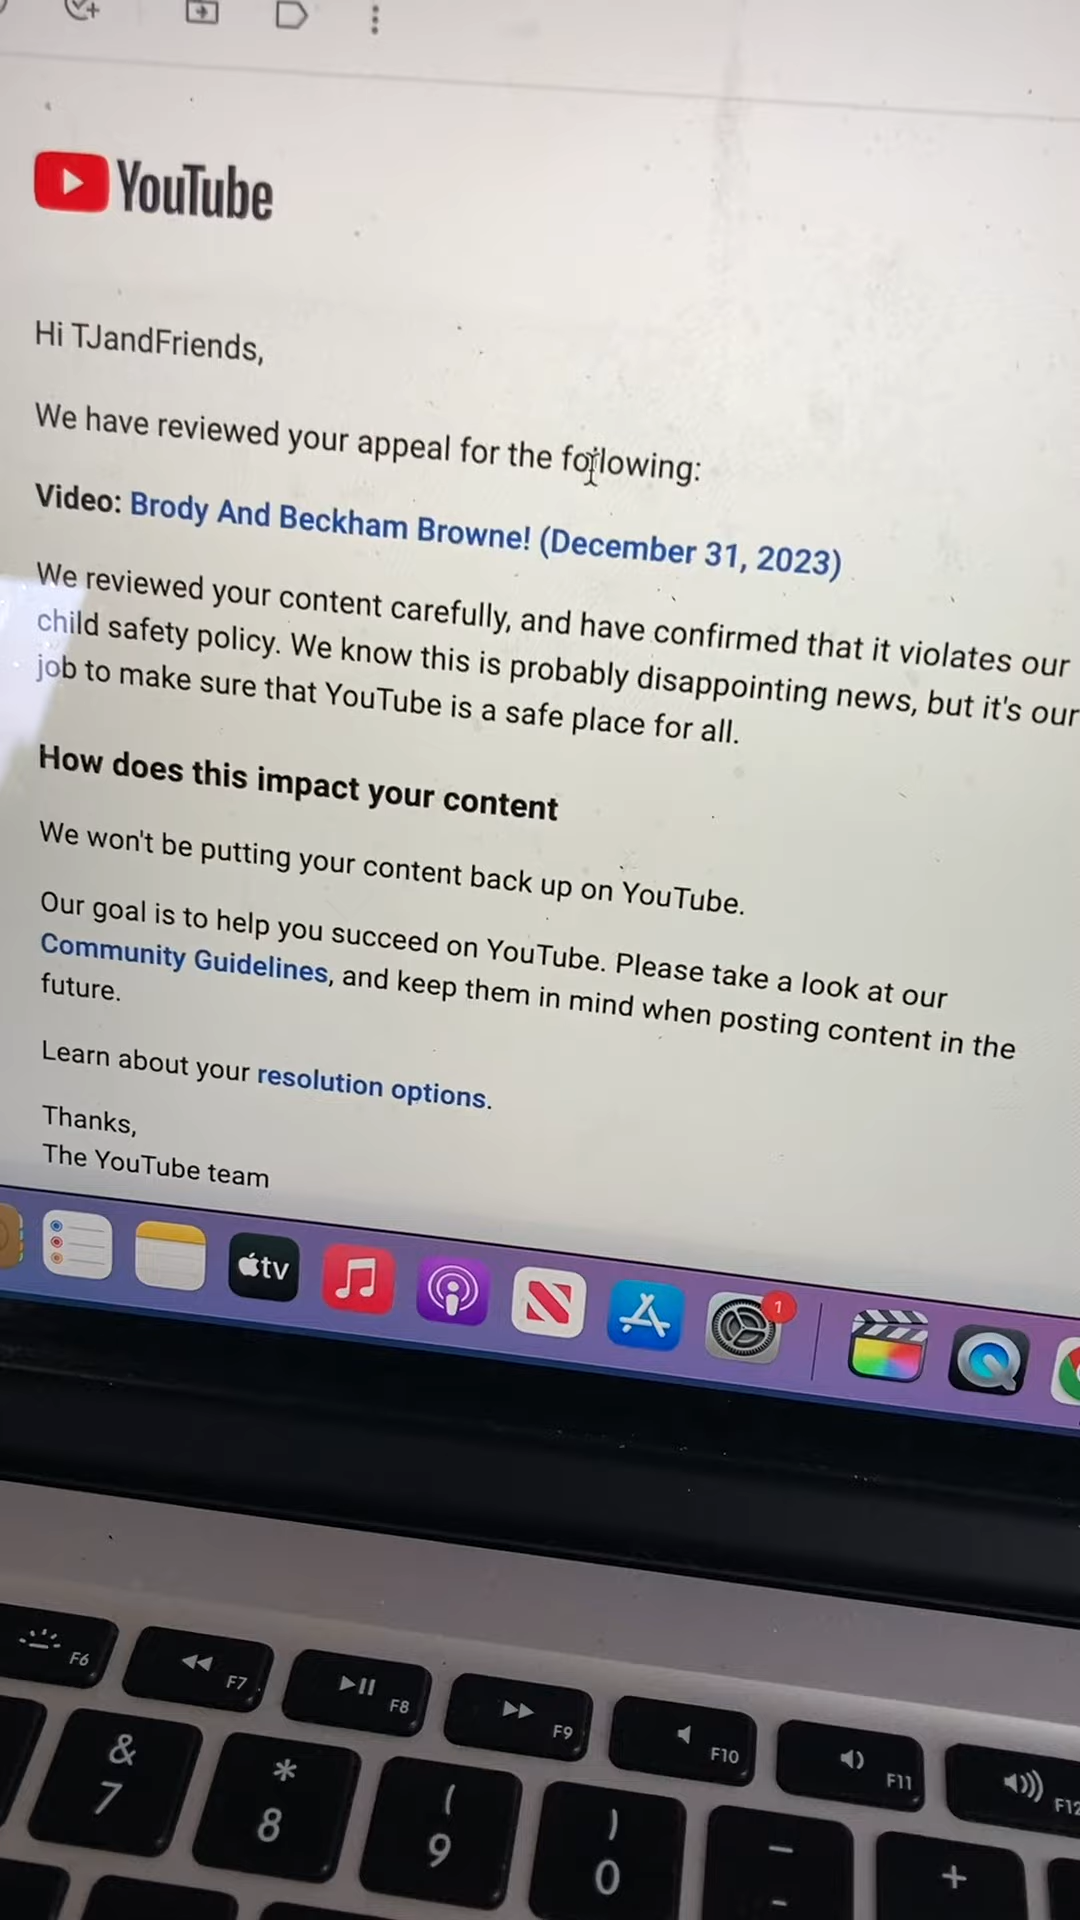 YouTube
Hi TJandFriends,
We have reviewed your appeal for the following:
Video: Brody And Beckham Browne! (December 31, 2023)
We reviewed your content carefully, and have confirmed that it violates our
child safety policy. We know this is probably disappointing news, but it's our
job to make sure that YouTube is a safe place for all.
How does this impact your content
We won't be putting your content back up on YouTube.
Our goal is to help you succeed on YouTube. Please take a look at our
Community Guidelines, and keep them in mind when posting content in the
future.
Learn about your resolution options.
Thanks,
The YouTube team
tv
1
F6
F7
F8
F9
F10
F11
F12
&
7
*
8
(
9
)
0
—
-
+